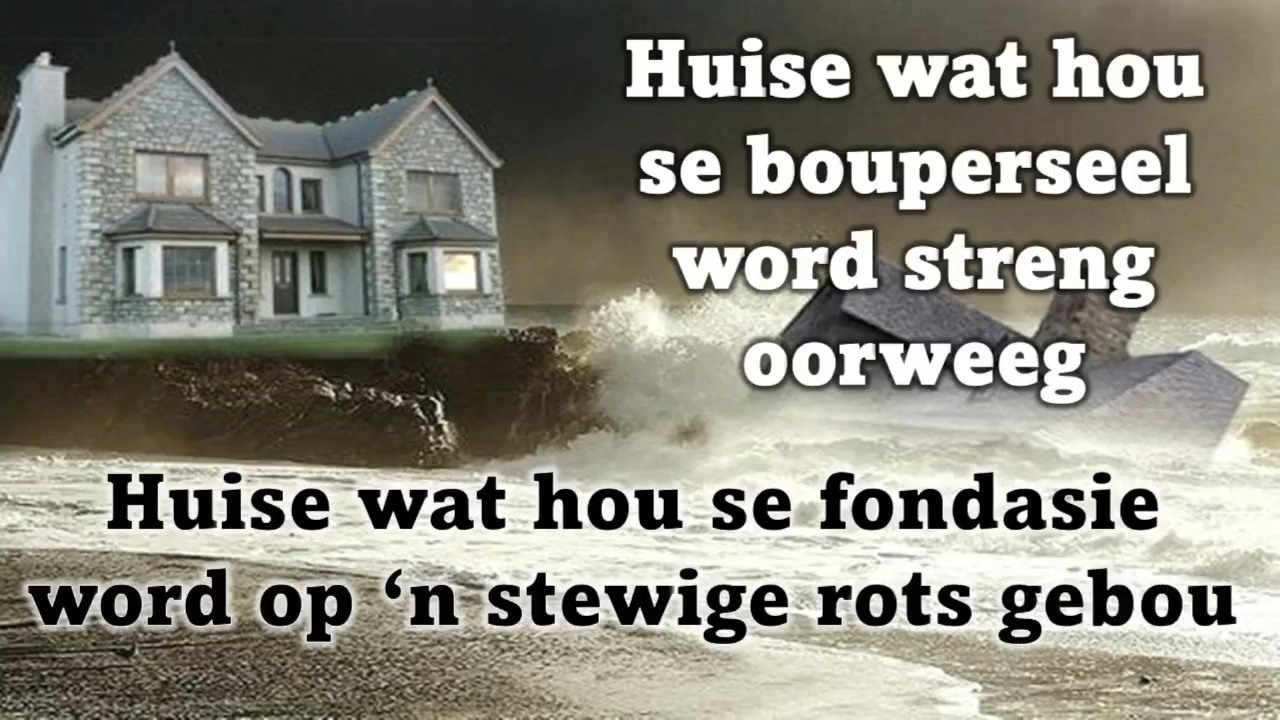 Huise wat hou
se bouperseel
word streng
oorweeg
Huise wat hou se fondasie
word op ‘n stewige rots gebou